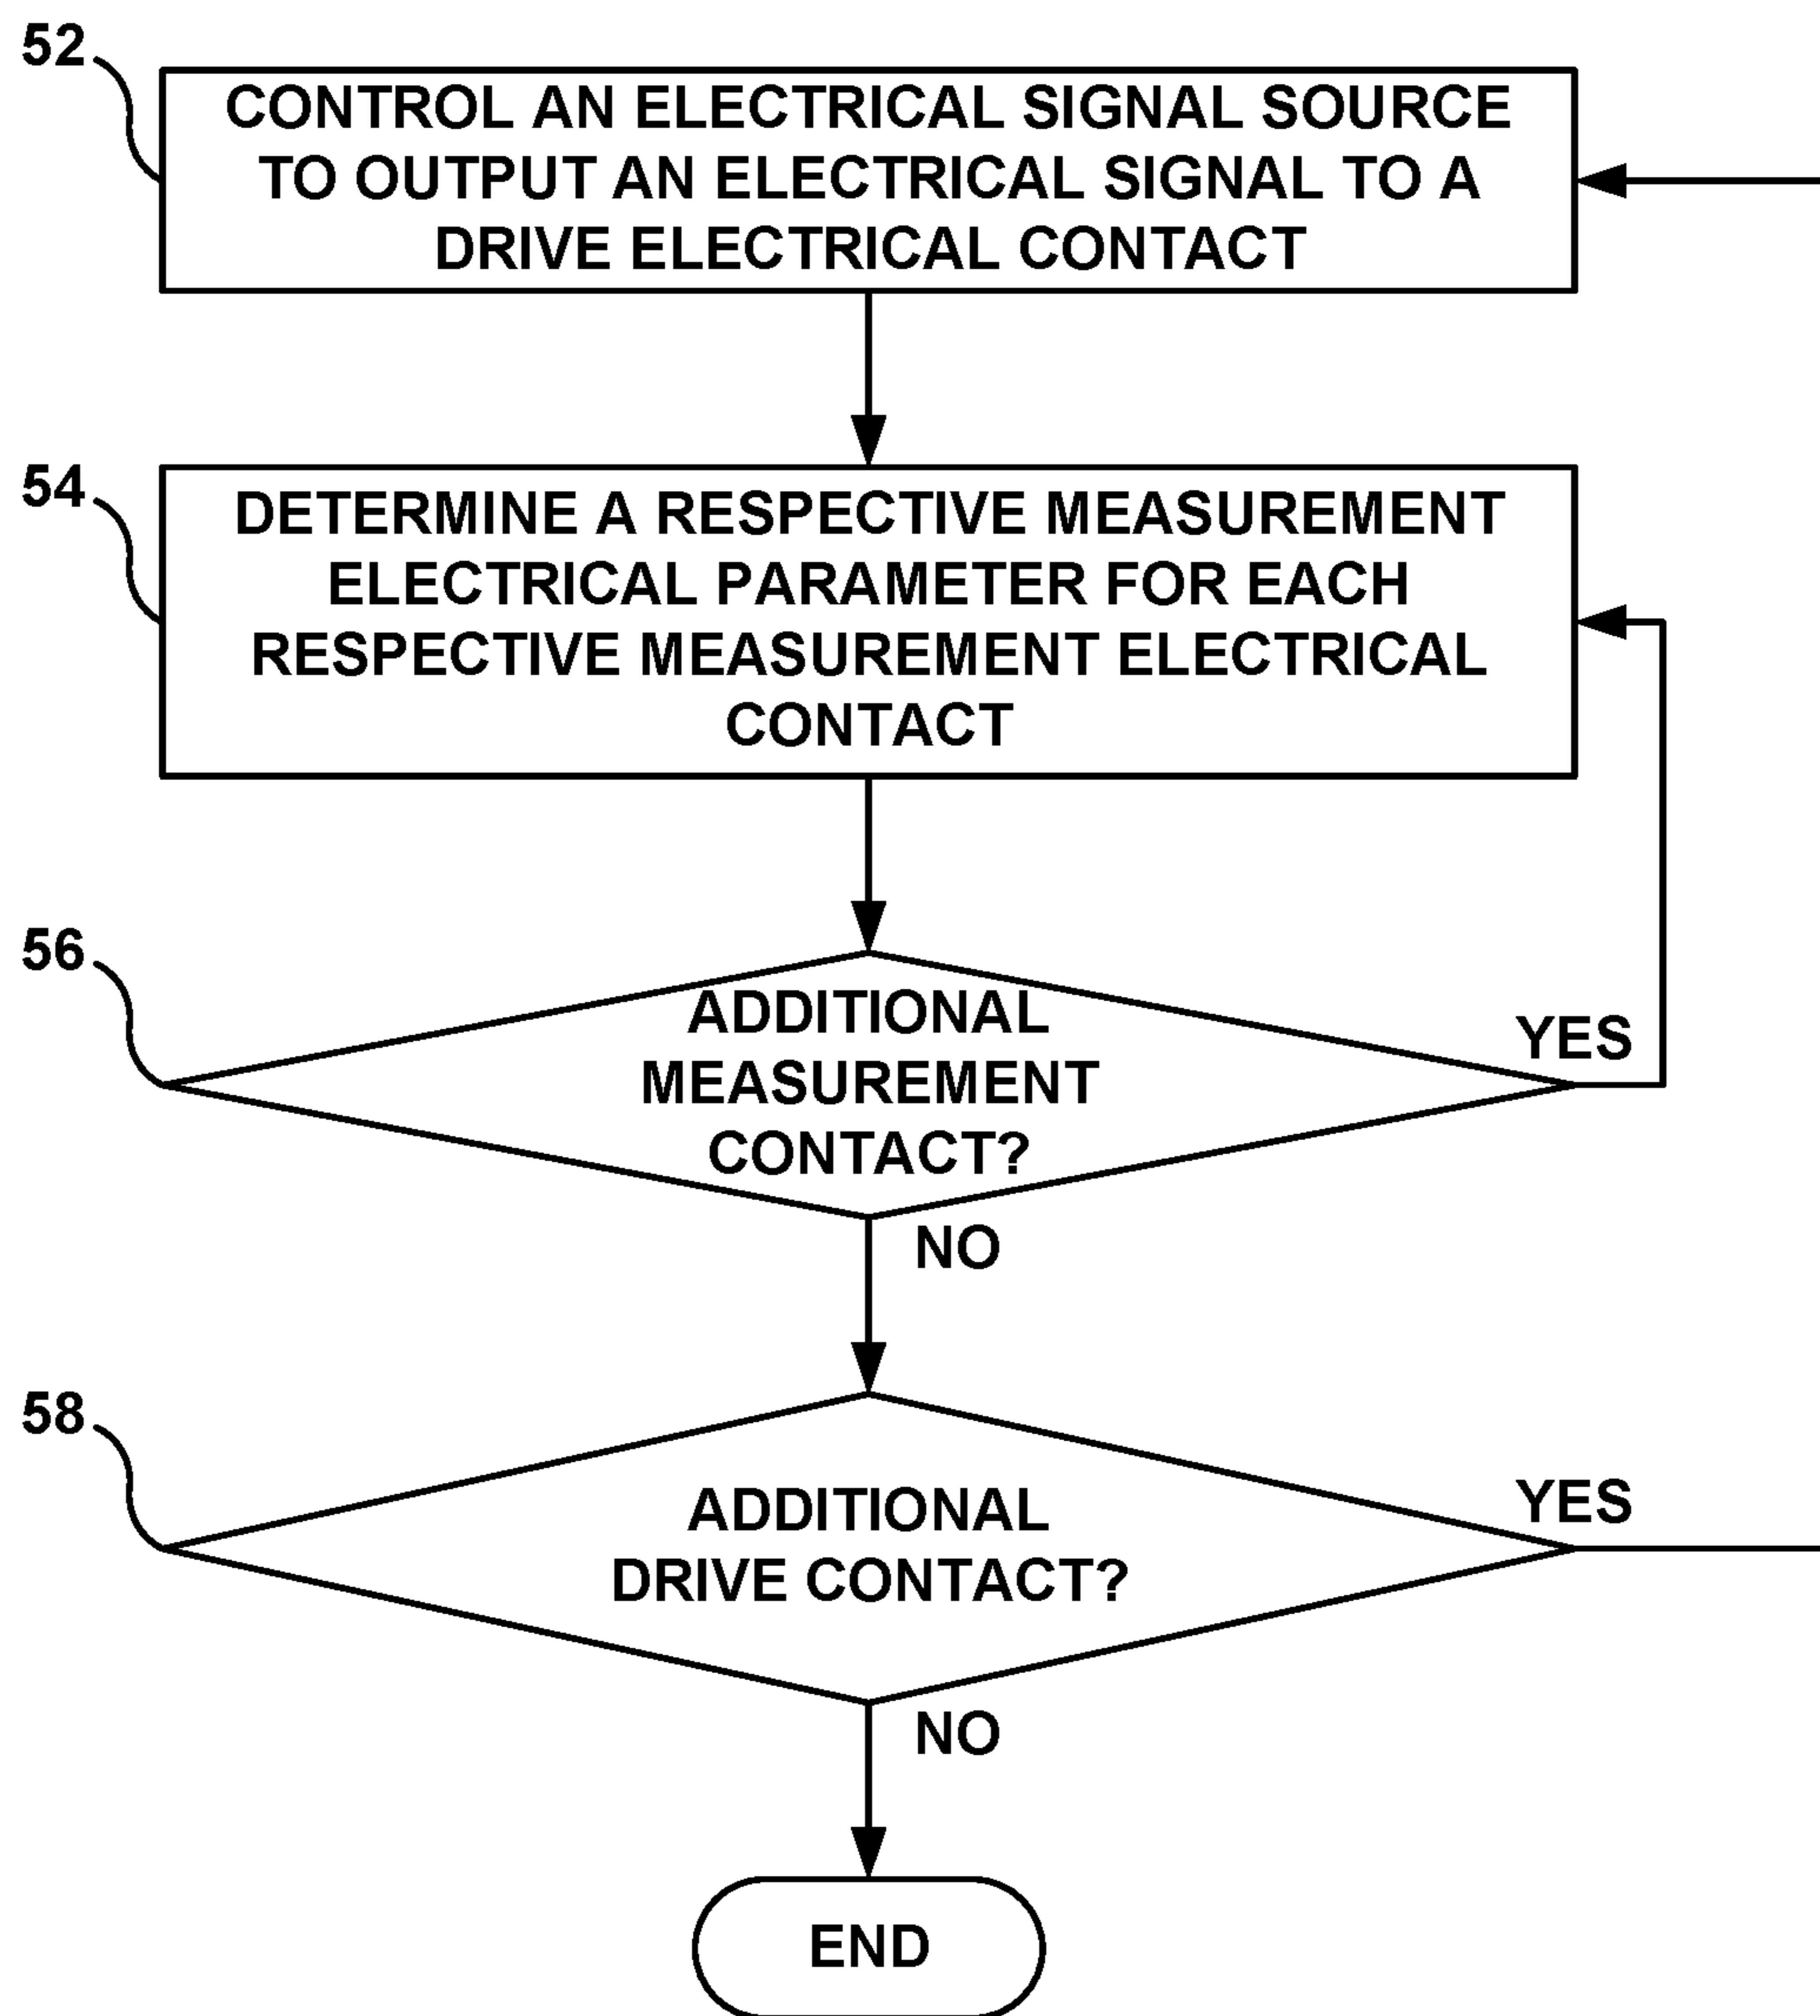 52
CONTROL AN ELECTRICAL SIGNAL SOURCE
TO OUTPUT AN ELECTRICAL SIGNAL TO A
DRIVE ELECTRICAL CONTACT
54
DETERMINE A RESPECTIVE MEASUREMENT
ELECTRICAL PARAMETER FOR EACH
RESPECTIVE MEASUREMENT ELECTRICAL
CONTACT
56
ADDITIONAL
MEASUREMENT
CONTACT?
YES
NO
58
ADDITIONAL
DRIVE CONTACT?
YES
NO
END